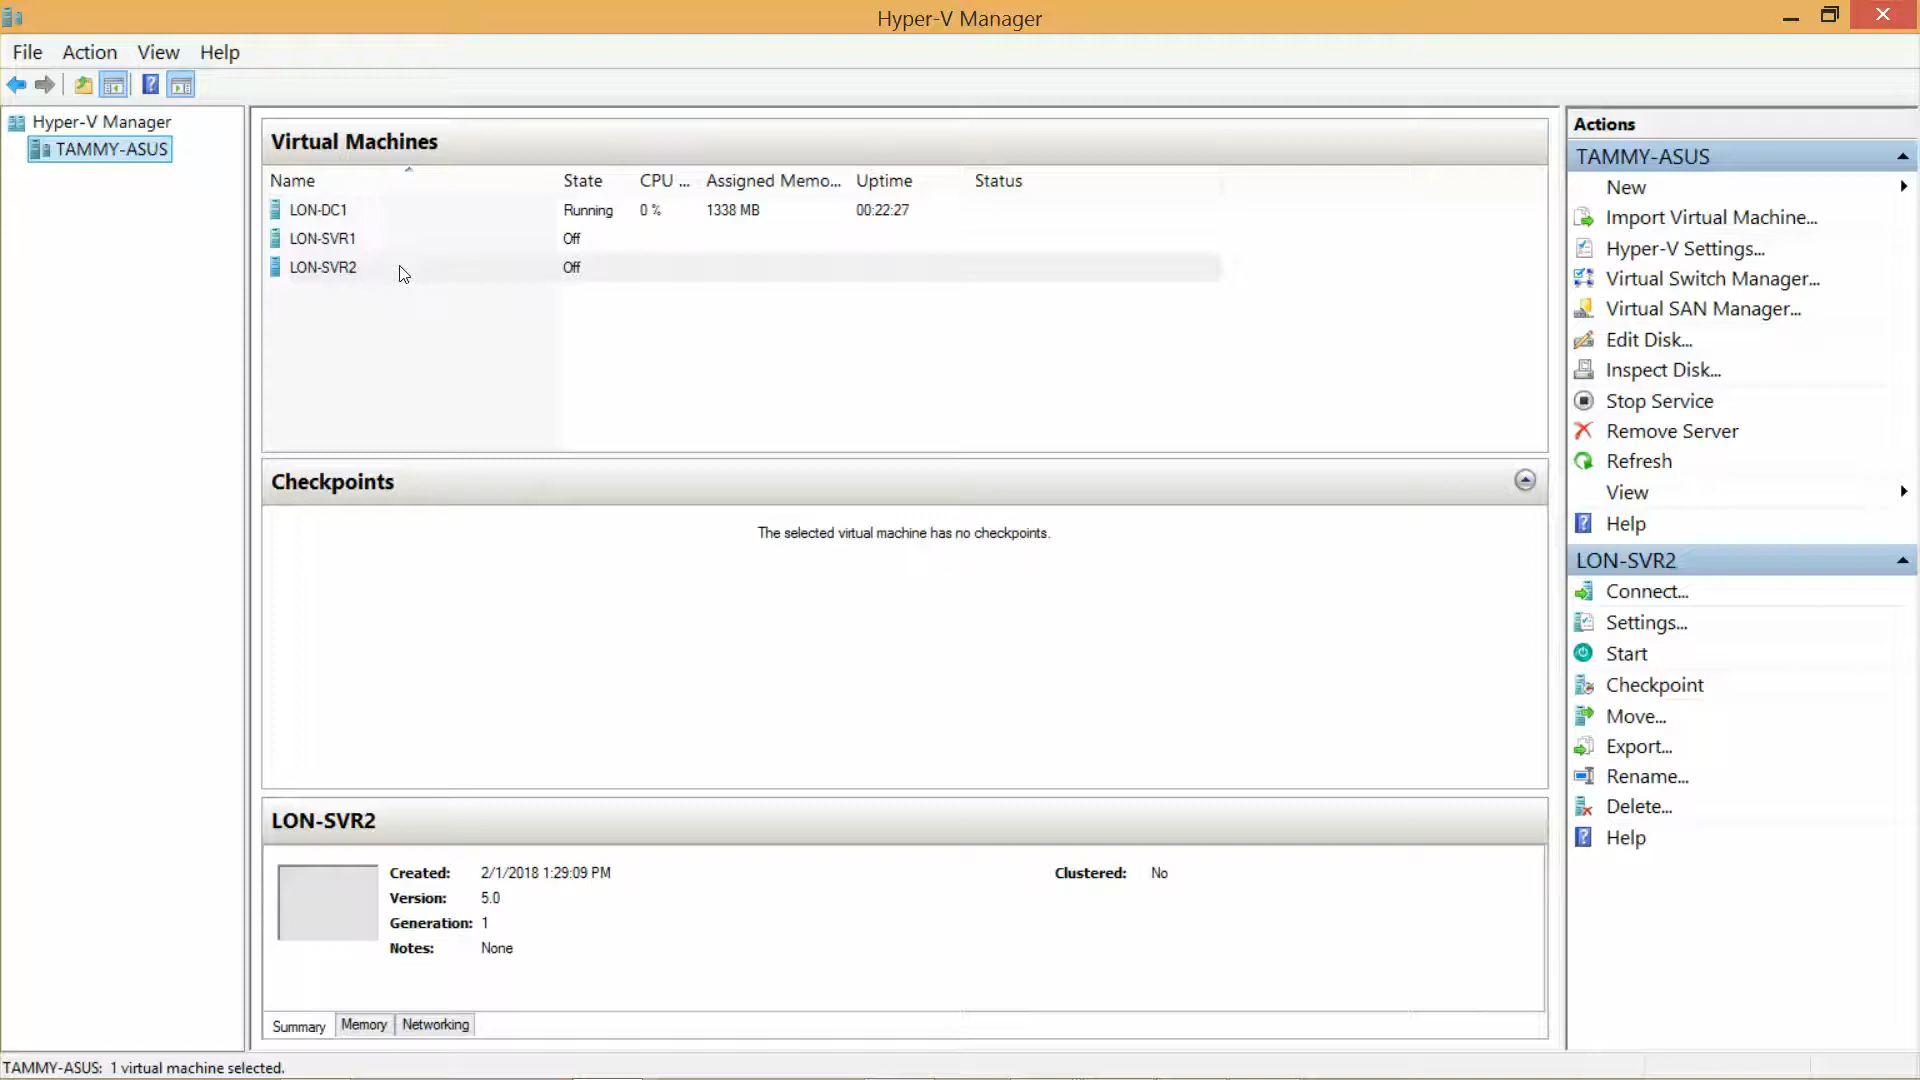 Hyper-V Manager
File Action View Help
Hyper-V Manager
TAMMY-ASUS
Virtual Machines
Name State CPU ... Assigned Memo... Uptime Status
LON-DC1 Running 0 % 1338 MB 00:22:27
LON-SVR1 Off
LON-SVR2 Off
Checkpoints
The selected virtual machine has no checkpoints.
LON-SVR2
Created: 2/1/2018 1:29:09 PM Clustered: No
Version: 5.0
Generation: 1
Notes: None
Summary Memory Networking
Actions
TAMMY-ASUS
New
Import Virtual Machine...
Hyper-V Settings...
Virtual Switch Manager...
Virtual SAN Manager...
Edit Disk...
Inspect Disk...
Stop Service
Remove Server
Refresh
View
Help
LON-SVR2
Connect...
Settings...
Start
Checkpoint
Move...
Export...
Rename...
Delete...
Help
TAMMY-ASUS: 1 virtual machine selected.